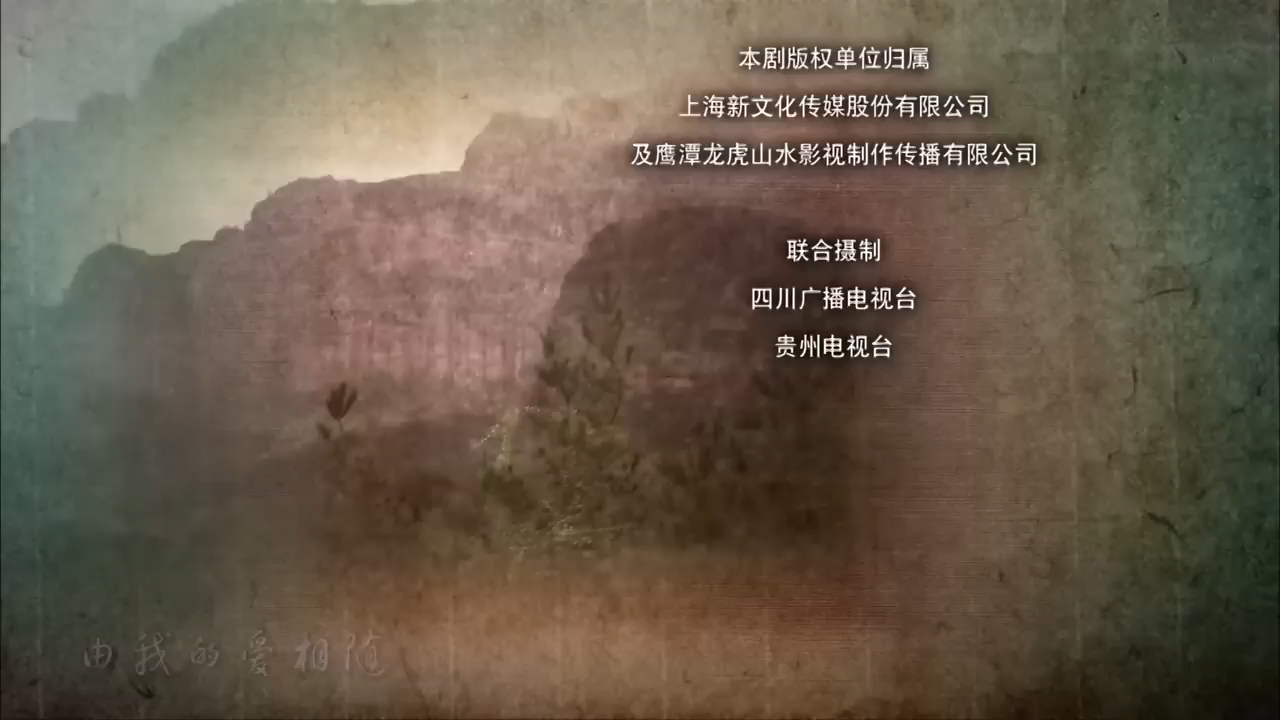 本剧版权单位归属
上海新文化传媒股份有限公司
及鹰潭龙虎山水影视制作传播有限公司
联合摄制
四川广播电视台
贵州电视台
由我的爱相随